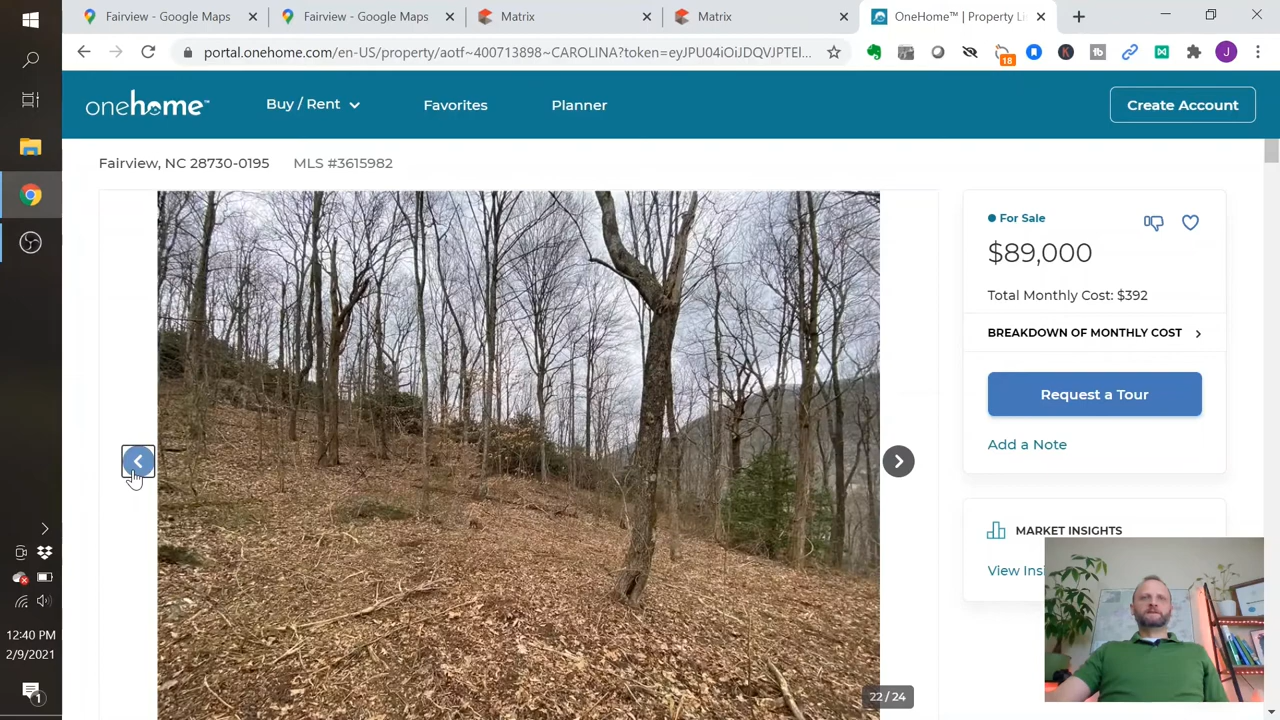 Fairview - Google Maps
Fairview - Google Maps
Matrix
Matrix
OneHome™ | Property Li
portal.onehome.com/en-US/property/aotf~400713898~CAROLINA?token=eyJPU04iOiJDQVJPTEl...
18
J
onehome™
Buy / Rent
Favorites
Planner
Create Account
Fairview, NC 28730-0195
MLS #3615982
For Sale
$89,000
Total Monthly Cost: $392
BREAKDOWN OF MONTHLY COST
Request a Tour
Add a Note
MARKET INSIGHTS
View Insi
22 / 24
12:40 PM
2/9/2021
1